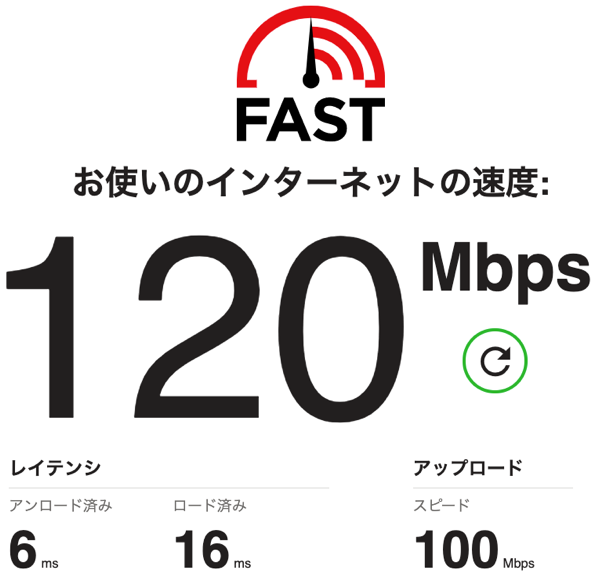 FAST
お使いのインターネットの速度:
120 Mbps
レイテンシ
アンロード済み ロード済み
6 ms 16 ms
アップロード
スピード
100 Mbps